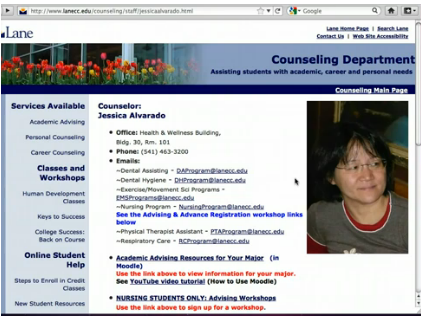 http://www.lanecc.edu/counseling/staff/jessicaalvarado.html
Google
Lane
Lane Home Page | Search Lane
Contact Us | Web Site Accessibility
Counseling Department
Assisting students with academic, career and personal needs
Counseling Main Page
Services Available
Academic Advising
Personal Counseling
Career Counseling
Classes and
Workshops
Human Development
Classes
Keys to Success
College Success:
Back on Course
Online Student
Help
Steps to Enroll in Credit
Classes
New Student Resources
Counselor:
Jessica Alvarado
• Office: Health & Wellness Building,
Bldg. 30, Rm. 101
• Phone: (541) 463-3200
• Emails:
~Dental Assisting - DAProgram@lanecc.edu
~Dental Hygiene - DHProgram@lanecc.edu
~Exercise/Movement Sci Programs -
EMSPrograms@lanecc.edu
~Nursing Program - NursingProgram@lanecc.edu
See the Advising & Advance Registration workshop links
below
~Physical Therapist Assistant - PTAProgram@lanecc.edu
~Respiratory Care - RCProgram@lanecc.edu
• Academic Advising Resources for Your Major (in
Moodle)
Use the link above to view information for your major.
See YouTube video tutorial (How to Use Moodle)
• NURSING STUDENTS ONLY: Advising Workshops
Use the link above to sign up for a workshop.